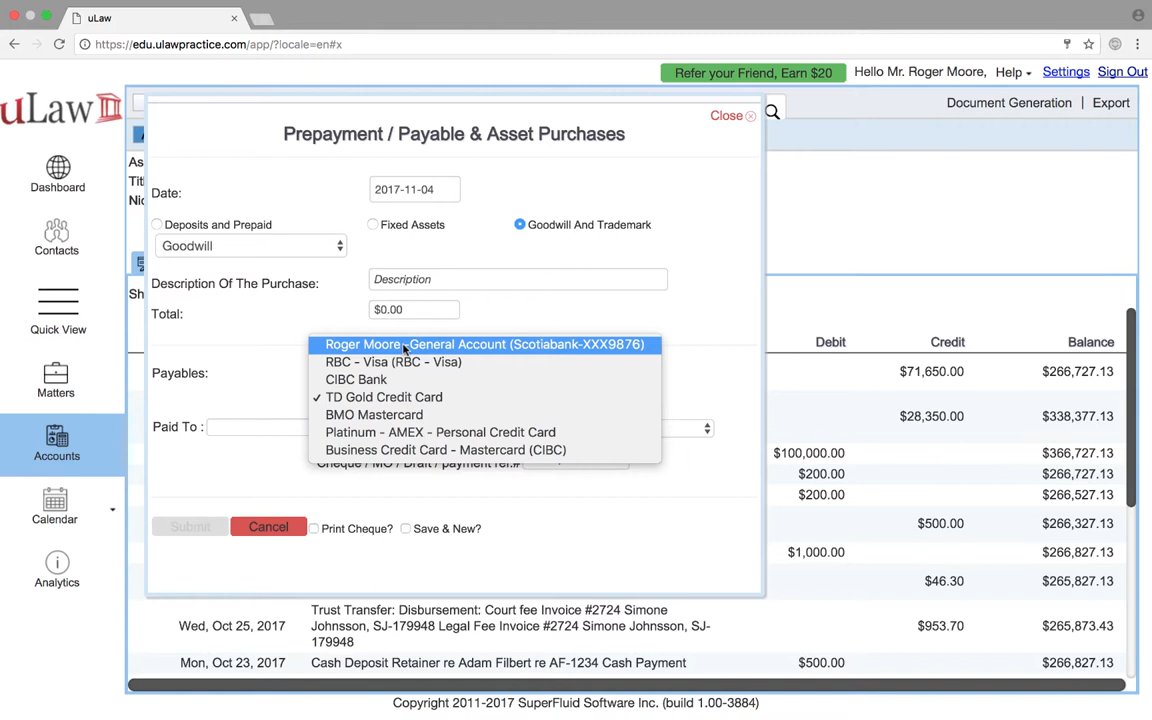 uLaw
https://edu.ulawpractice.com/app/?locale=en#x
Refer your Friend, Earn $20
Hello Mr. Roger Moore,
Help
Settings
Sign Out
uLaw
Document Generation | Export
Close
Prepayment / Payable & Asset Purchases
Dashboard
Contacts
Quick View
Matters
Accounts
Calendar
Analytics
Date:
2017-11-04
Deposits and Prepaid
Fixed Assets
Goodwill And Trademark
Goodwill
Description Of The Purchase:
Description
Total:
$0.00
Payables:
Roger Moore- General Account (Scotiabank-XXX9876)
RBC - Visa (RBC - Visa)
CIBC Bank
✓ TD Gold Credit Card
BMO Mastercard
Platinum - AMEX - Personal Credit Card
Business Credit Card - Mastercard (CIBC)
Paid To :
Cheque / MO / Draft / payment ref.#
Submit
Cancel
Print Cheque?
Save & New?
Debit
Credit
Balance
$71,650.00
$266,727.13
$28,350.00
$338,377.13
$100,000.00
$366,727.13
$200.00
$266,727.13
$200.00
$266,527.13
$500.00
$266,327.13
$1,000.00
$266,827.13
$46.30
$265,827.13
Wed, Oct 25, 2017
Trust Transfer: Disbursement: Court fee Invoice #2724 Simone
Johnsson, SJ-179948 Legal Fee Invoice #2724 Simone Johnsson, SJ-
179948
$953.70
$265,873.43
Mon, Oct 23, 2017
Cash Deposit Retainer re Adam Filbert re AF-1234 Cash Payment
$500.00
$266,827.13
Copyright 2011-2017 SuperFluid Software Inc. (build 1.00-3884)